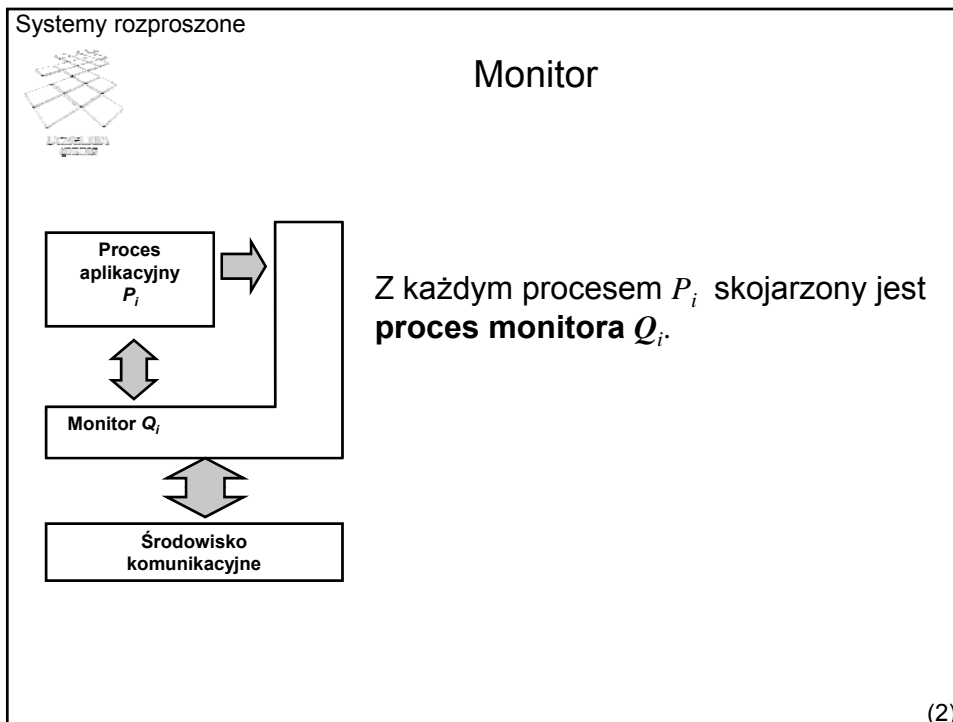 Systemy rozproszone
Monitor
Proces
aplikacyjny
Pi
Z każdym procesem Pi skojarzony jest
proces monitora Qi.
Monitor Qi
Środowisko
komunikacyjne
(2)